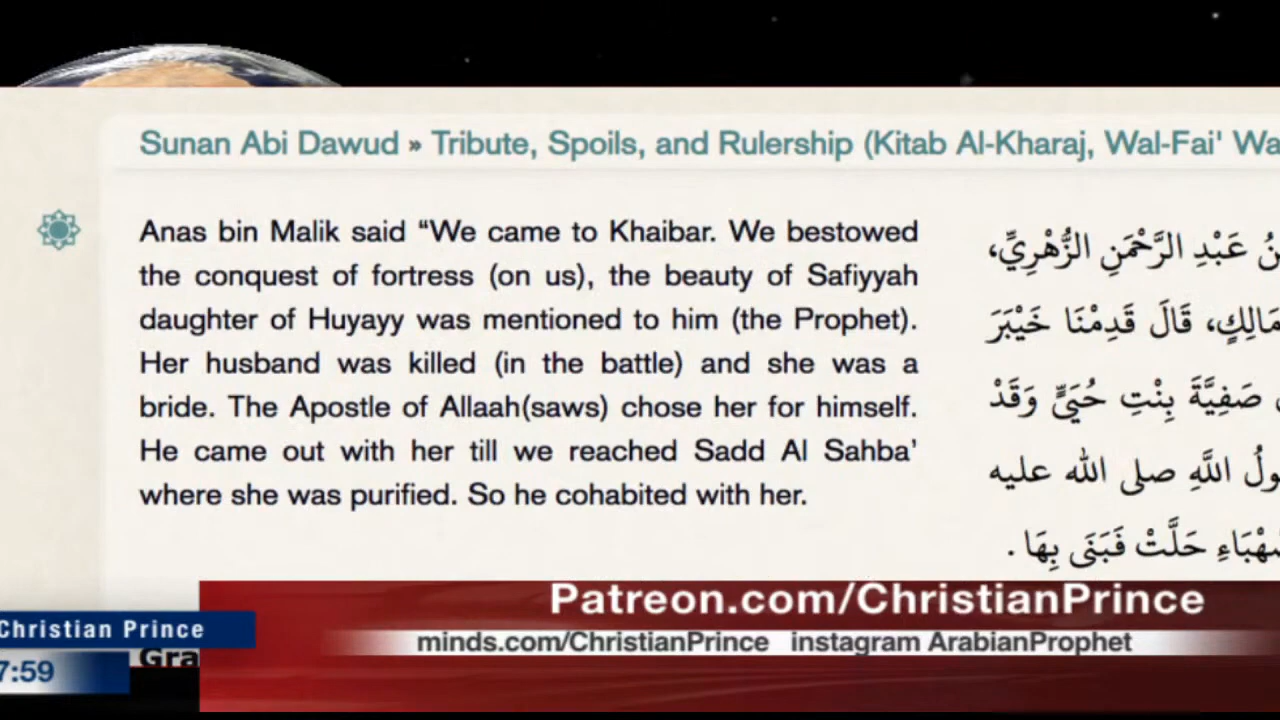 Sunan Abi Dawud » Tribute, Spoils, and Rulership (Kitab Al-Kharaj, Wal-Fai' Wa
Anas bin Malik said “We came to Khaibar. We bestowed
the conquest of fortress (on us), the beauty of Safiyyah
daughter of Huyayy was mentioned to him (the Prophet).
Her husband was killed (in the battle) and she was a
bride. The Apostle of Allaah(saws) chose her for himself.
He came out with her till we reached Sadd Al Sahba’
where she was purified. So he cohabited with her.
نُ عَبْدِ الرَّحْمَنِ الزُّهْرِيِّ،
مَالِكٍ، قَالَ قَدِمْنَا خَيْبَرَ
صَفِيَّةَ بِنْتِ حُيَىٍّ وَقَدْ
ولُ اللَّهِ صلى الله عليه
صَّهْبَاءِ حَلَّتْ فَبَنَى بِهَا .
Patreon.com/ChristianPrince
Christian Prince
minds.com/ChristianPrince instagram ArabianProphet
Gra
7:59